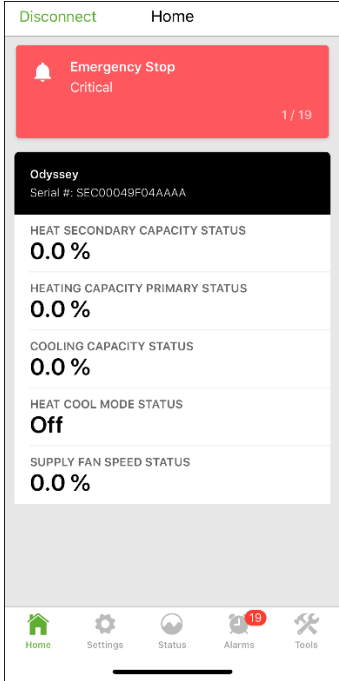 Disconnect Home
Emergency Stop
Critical
1 / 19
Odyssey
Serial #: SEC00049F04AAAA
HEAT SECONDARY CAPACITY STATUS
0.0 %
HEATING CAPACITY PRIMARY STATUS
0.0 %
COOLING CAPACITY STATUS
0.0 %
HEAT COOL MODE STATUS
Off
SUPPLY FAN SPEED STATUS
0.0 %
19
Home Settings Status Alarms Tools